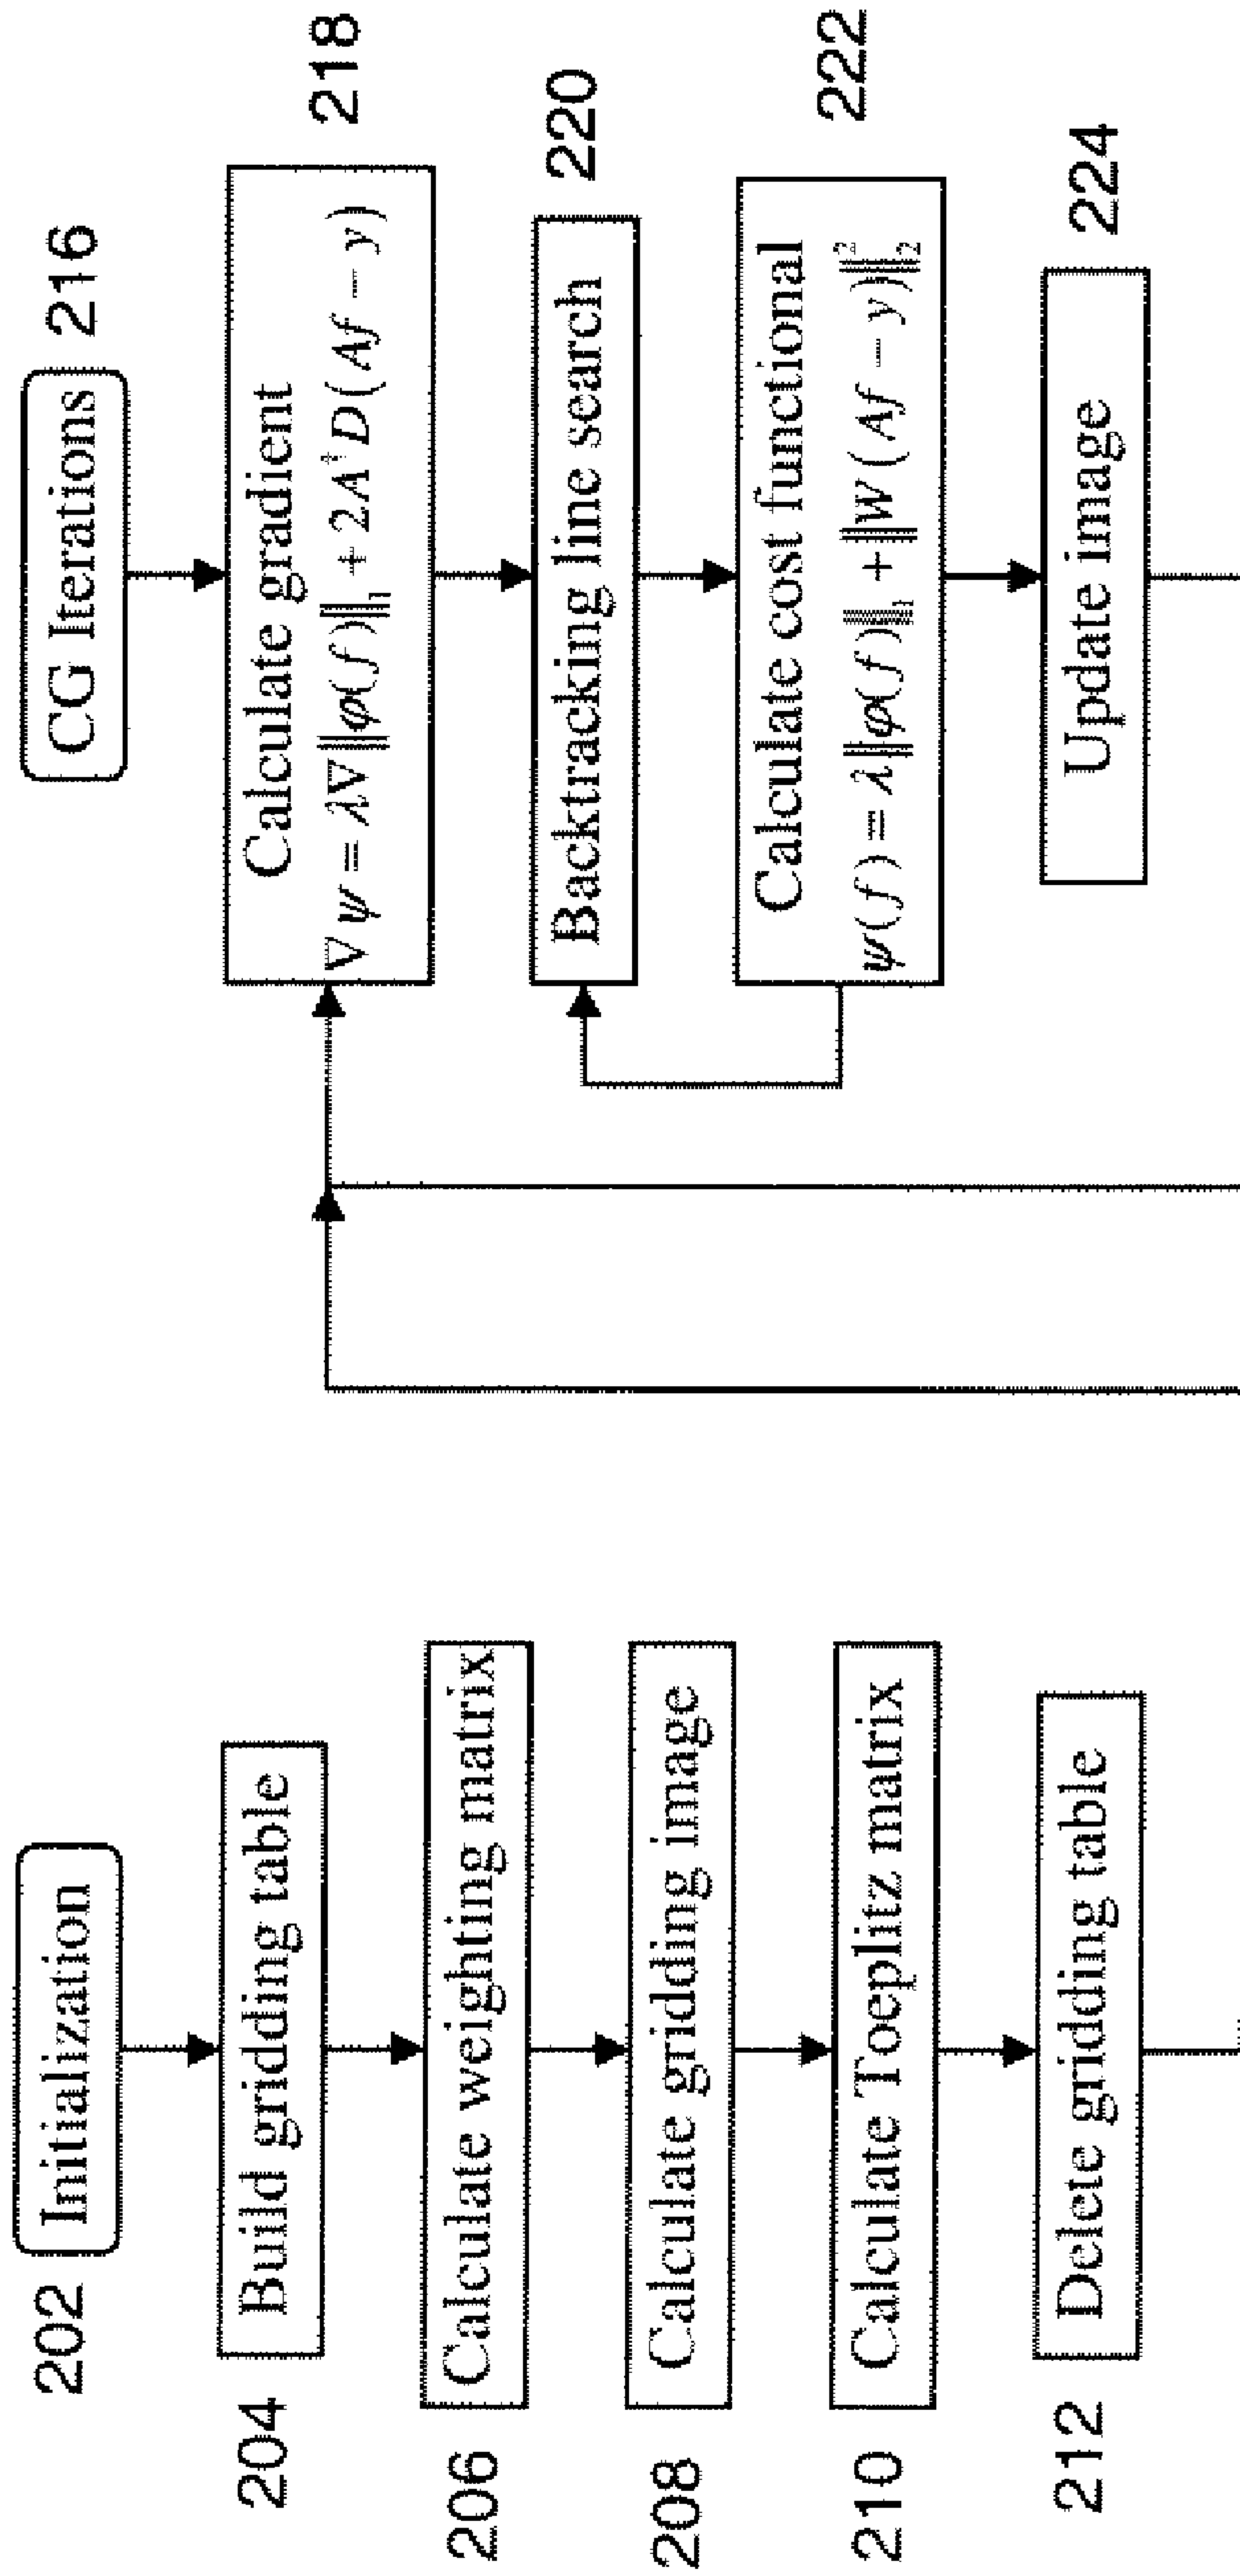 202
Initialization
204
Build gridding table
206
Calculate weighting matrix
208
Calculate gridding image
210
Calculate Toeplitz matrix
212
Delete gridding table
CG Iterations
216
Calculate gradient
∇ψ = λ∇‖φ(f)‖₁ + 2A†D(Af − y)
218
Backtracking line search
220
Calculate cost functional
ψ(f) = λ‖φ(f)‖₁ + ‖W(Af − y)‖₂²
222
Update image
224